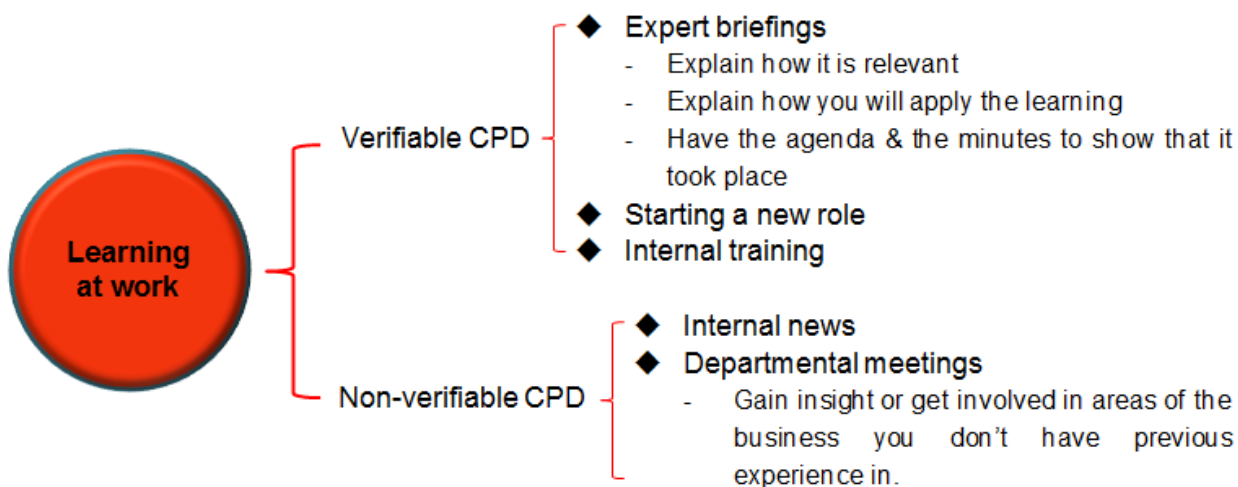 Learning
at work
Verifiable CPD
◆ Expert briefings
- Explain how it is relevant
- Explain how you will apply the learning
- Have the agenda & the minutes to show that it
took place
◆ Starting a new role
◆ Internal training
Non-verifiable CPD
◆ Internal news
◆ Departmental meetings
- Gain insight or get involved in areas of the
business you don't have previous
experience in.